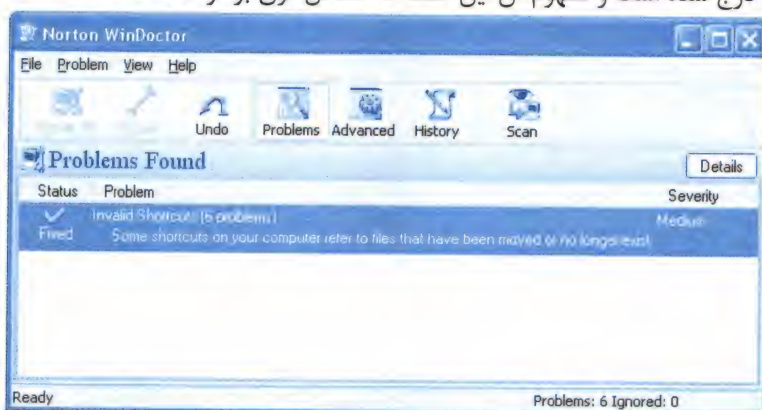 Norton WinDoctor
File Problem View Help
Undo Problems Advanced History Scan
Problems Found
Details
Status Problem Severity
Invalid Shortcuts (6 problems) Medium
Fixed Some shortcuts on your computer refer to files that have been moved or no longer exist
Ready Problems: 6 Ignored: 0